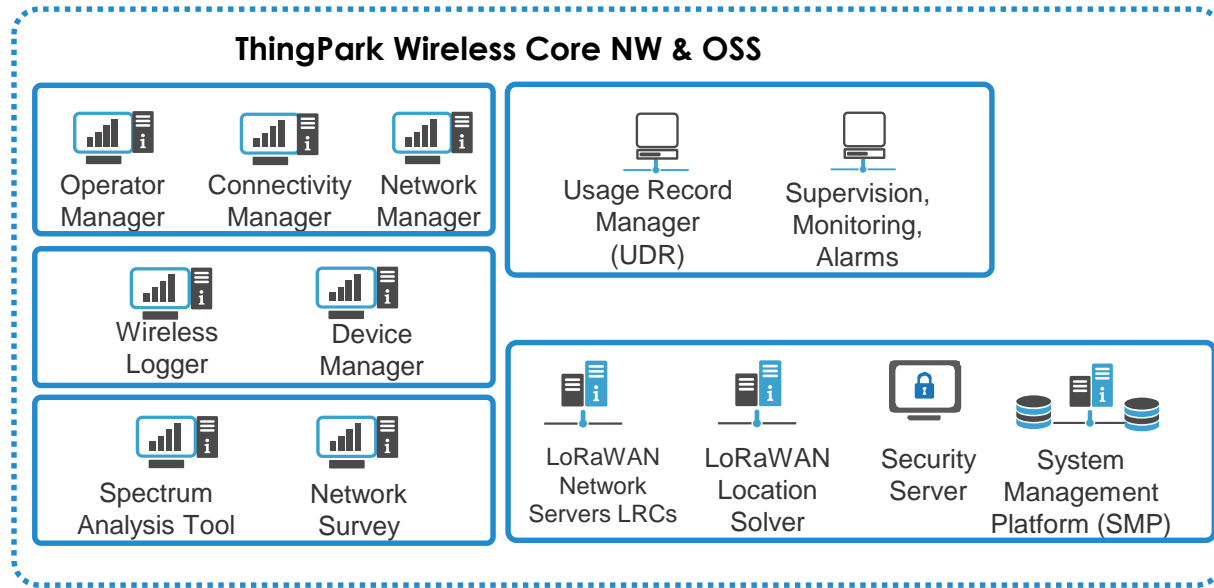 ThingPark Wireless Core NW & OSS
Operator
Manager
Connectivity
Manager
Network
Manager
Usage Record
Manager
(UDR)
Supervision,
Monitoring,
Alarms
Wireless
Logger
Device
Manager
Spectrum
Analysis Tool
Network
Survey
LoRaWAN
Network
Servers LRCs
LoRaWAN
Location
Solver
Security
Server
System
Management
Platform (SMP)